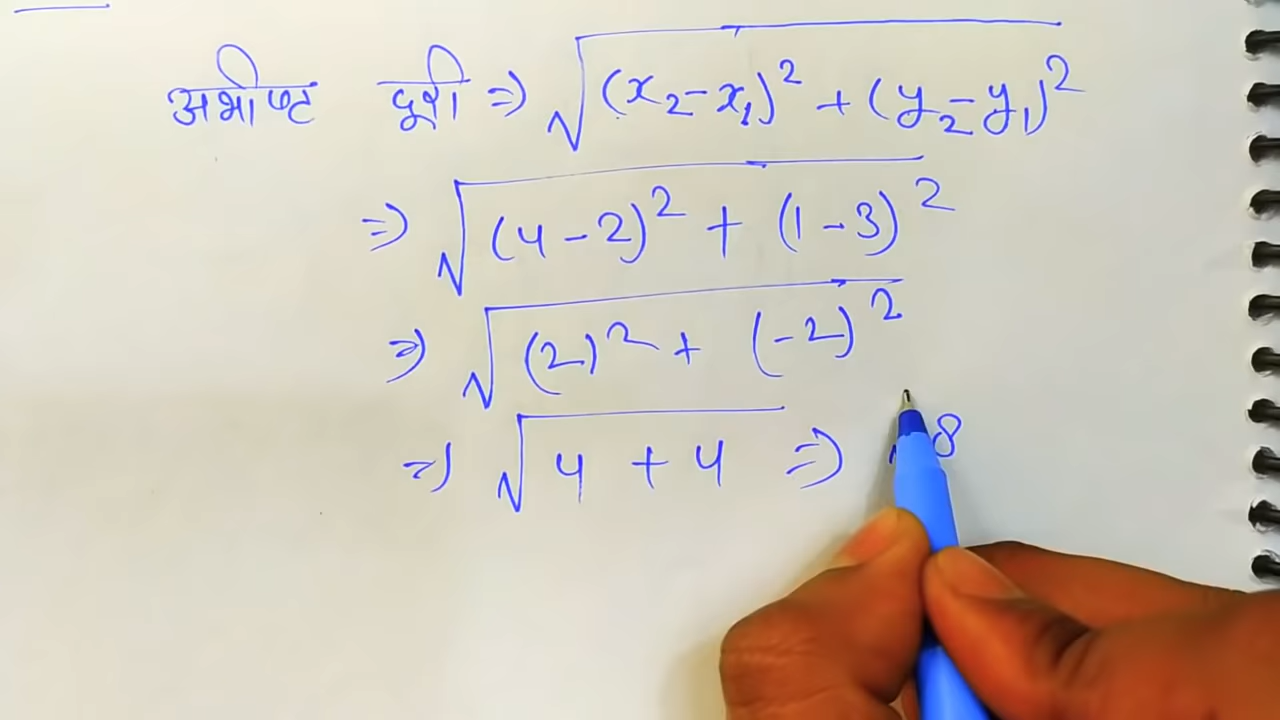 अभीष्ट दूरी ⇒ √(x₂-x₁)² + (y₂-y₁)²
⇒ √(4-2)² + (1-3)²
⇒ √(2)² + (-2)²
⇒ √4 + 4 ⇒ √8